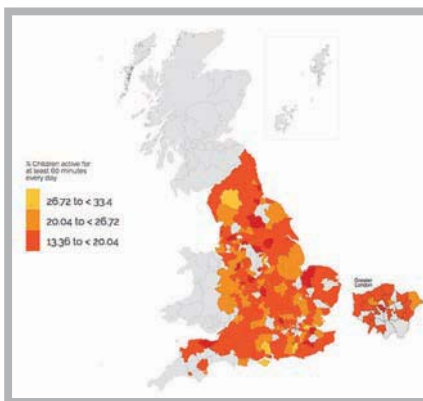 % Children active for
at least 60 minutes
every day
26.72 to < 33.4
20.04 to < 26.72
13.36 to < 20.04
Greater
London